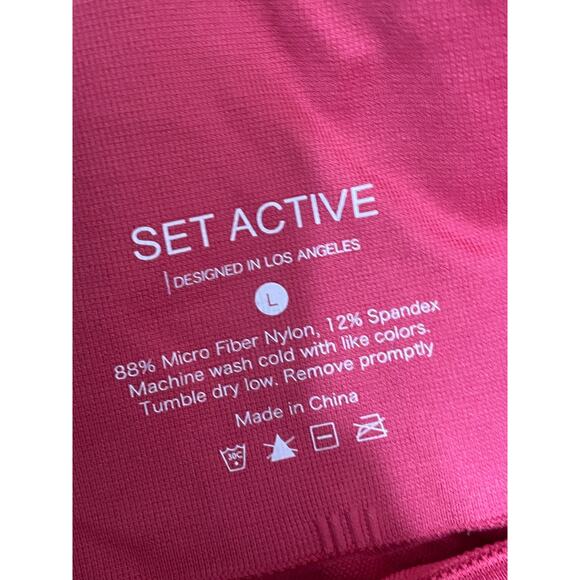 SET ACTIVE
DESIGNED IN LOS ANGELES
L
88% Micro Fiber Nylon, 12% Spandex
Machine wash cold with like colors.
Tumble dry low. Remove promptly
Made in China
30C